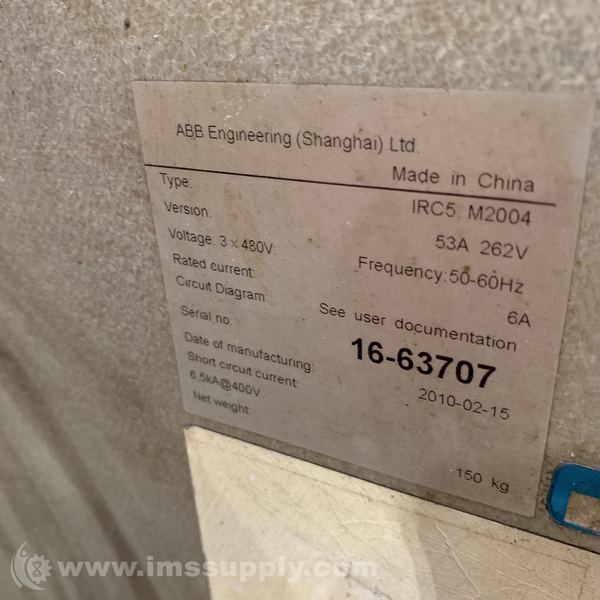 ABB Engineering (Shanghai) Ltd.
Made in China
Type: IRC5 M2004
Version: 53A 262V
Voltage: 3 x 480V: Frequency:50-60Hz
Rated current: 6A
Circuit Diagram: See user documentation
Serial no: 16-63707
Date of manufacturing: 2010-02-15
Short circuit current:
6,5kA@400V
Net weight: 150 kg
www.imssupply.com